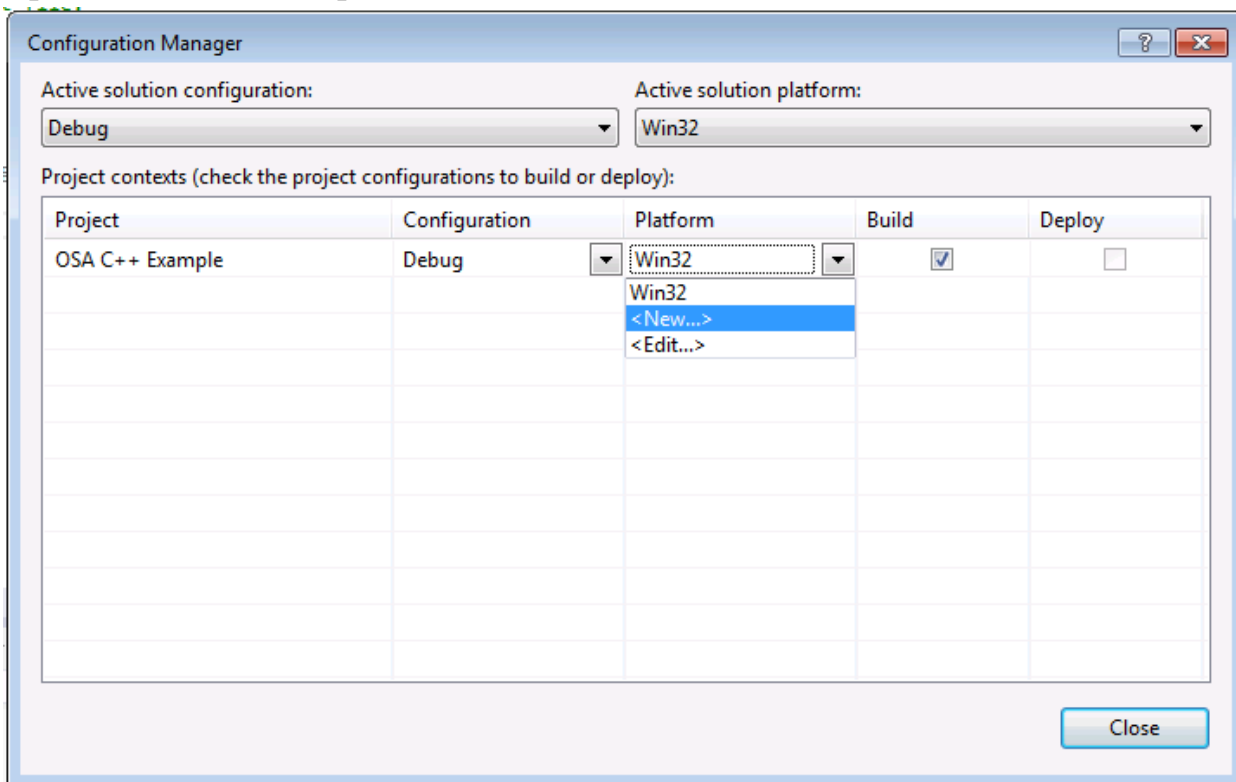 Configuration Manager
Active solution configuration: Active solution platform:
Debug Win32
Project contexts (check the project configurations to build or deploy):
Project Configuration Platform Build Deploy
OSA C++ Example Debug Win32
Win32
<New...>
<Edit...>
Close